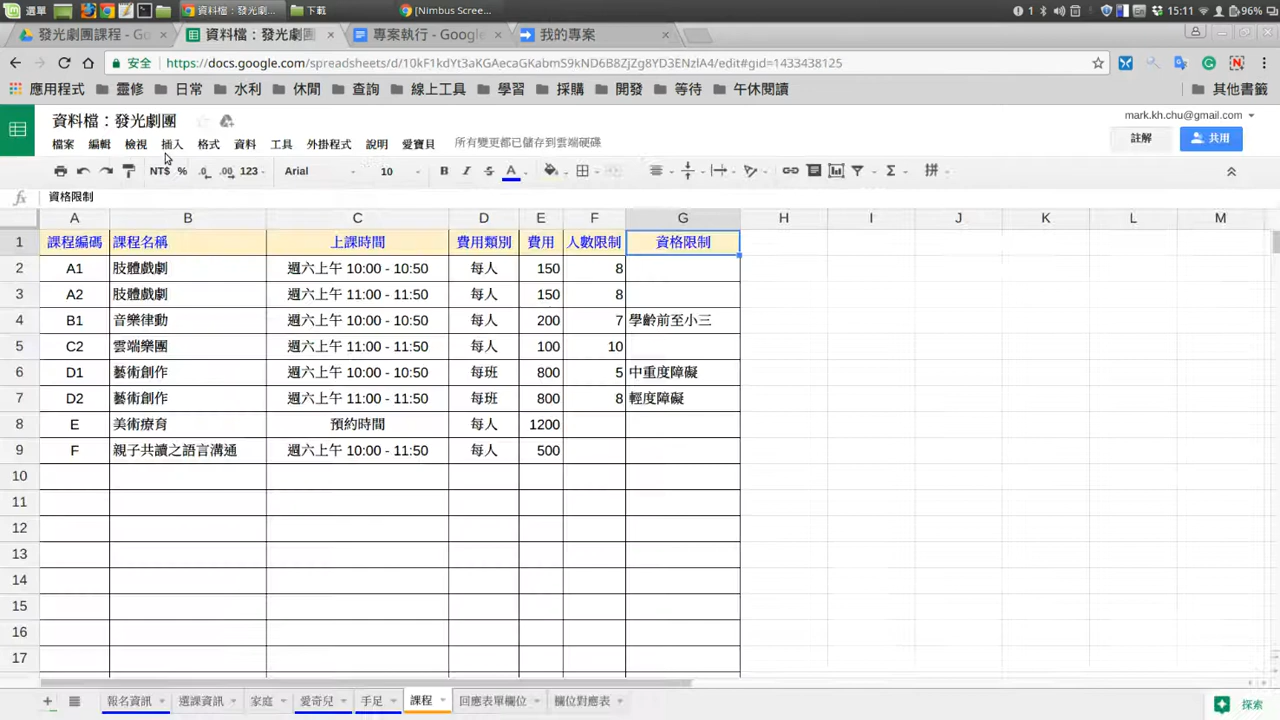 選單
資料檔：發光劇...
下載
[Nimbus Scree...
1
15:11
96%
發光劇團課程 - Go
資料檔：發光劇團
專案執行 - Google
我的專案
安全
https://docs.google.com/spreadsheets/d/10kF1kdYt3aKGAecaGKabmS9kND6B8ZjZg8YD3ENzlA4/edit#gid=1433436125
應用程式 靈修 日常 水利 休閒 查詢 線上工具 學習 採購 開發 等待 午休閱讀 其他書籤
資料檔：發光劇團
mark.kh.chu@gmail.com
檔案 編輯 檢視 插入 格式 資料 工具 外掛程式 說明 愛寶貝 所有變更都已儲存到雲端硬碟
註解 共用
NT$ % .0 .00 123 Arial 10 B I S A Σ 拼
fx 資格限制
A B C D E F G H I J K L M
1 課程編碼 課程名稱 上課時間 費用類別 費用 人數限制 資格限制
2 A1 肢體戲劇 週六上午 10:00 - 10:50 每人 150 8
3 A2 肢體戲劇 週六上午 11:00 - 11:50 每人 150 8
4 B1 音樂律動 週六上午 10:00 - 10:50 每人 200 7 學齡前至小三
5 C2 雲端樂團 週六上午 11:00 - 11:50 每人 100 10
6 D1 藝術創作 週六上午 10:00 - 10:50 每班 800 5 中重度障礙
7 D2 藝術創作 週六上午 11:00 - 11:50 每班 800 8 輕度障礙
8 E 美術療育 預約時間 每人 1200
9 F 親子共讀之語言溝通 週六上午 10:00 - 11:50 每人 500
10
11
12
13
14
15
16
17
報名資訊 選課資訊 家庭 愛奇兒 手足 課程 回應表單欄位 欄位對應表 探索